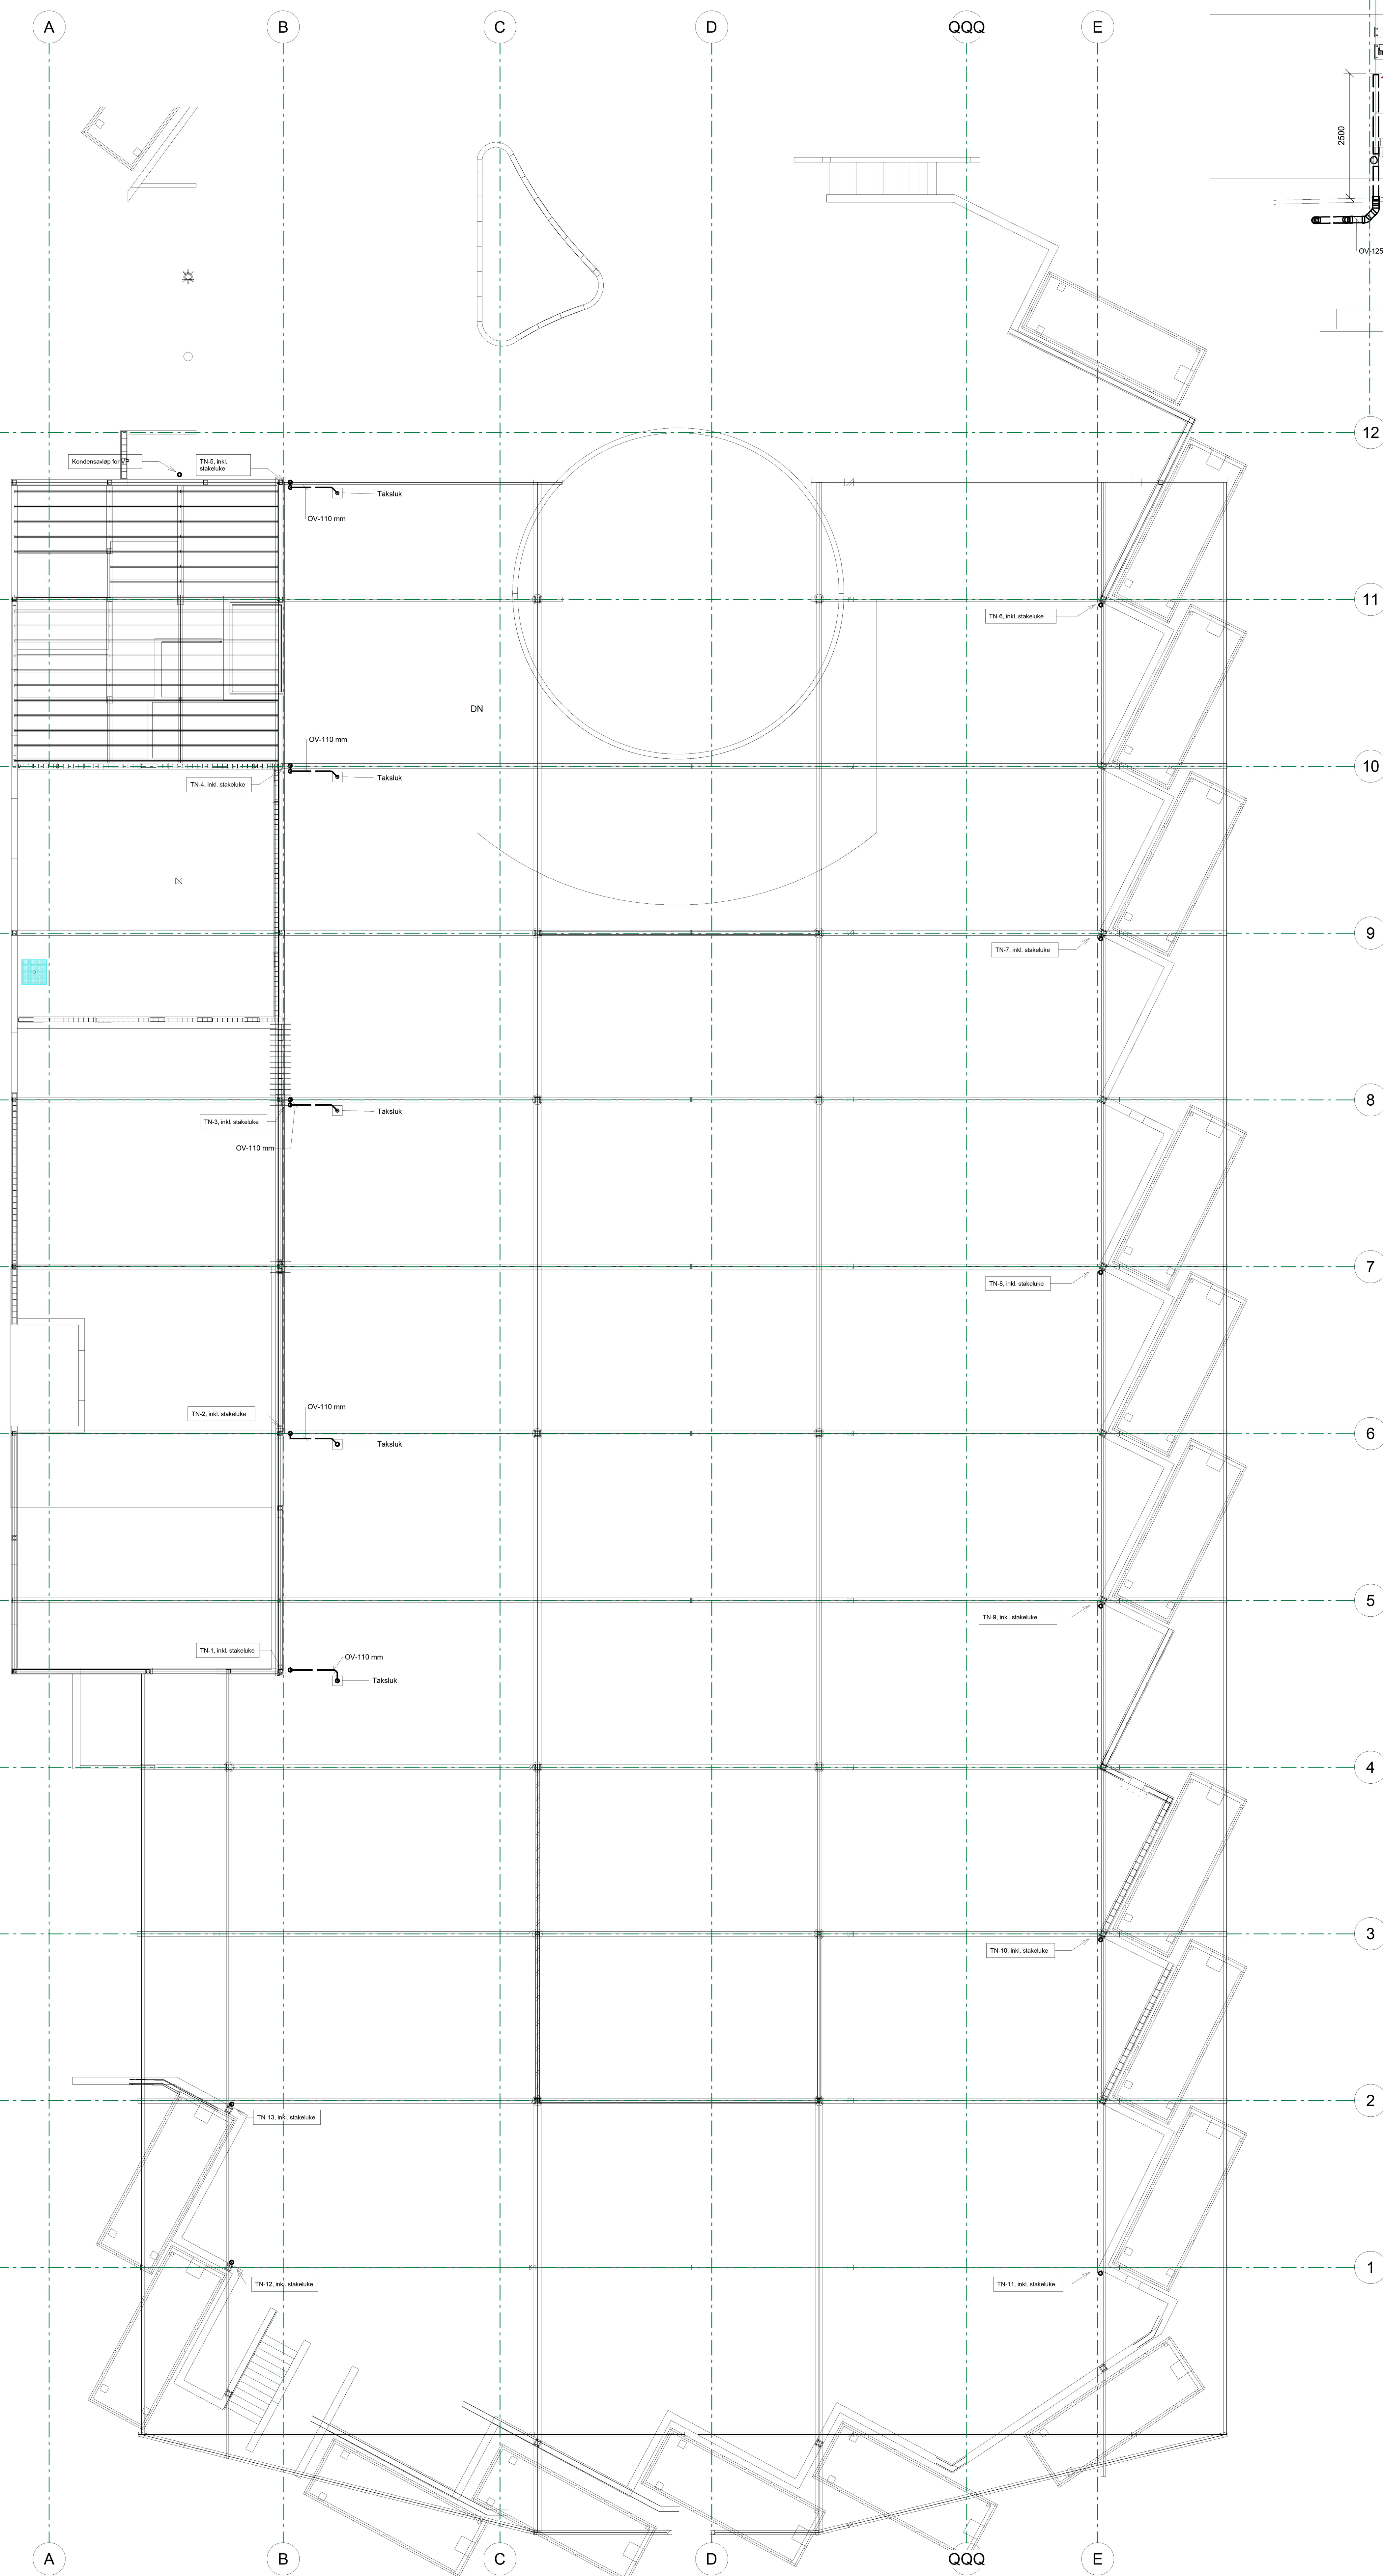 A
B
C
D
QQQ
E
2500
OV-125
12
Kondensavløp for VP
TN-5, inkl.
stakeluke
Taksluk
OV-110 mm
11
TN-6, inkl. stakeluke
DN
OV-110 mm
10
Taksluk
TN-4, inkl. stakeluke
9
TN-7, inkl. stakeluke
8
Taksluk
TN-3, inkl. stakeluke
OV-110 mm
7
TN-8, inkl. stakeluke
OV-110 mm
TN-2, inkl. stakeluke
6
Taksluk
5
TN-9, inkl. stakeluke
TN-1, inkl. stakeluke
OV-110 mm
Taksluk
4
3
TN-10, inkl. stakeluke
2
TN-13, inkl. stakeluke
1
TN-12, inkl. stakeluke
TN-11, inkl. stakeluke
A
B
C
D
QQQ
E